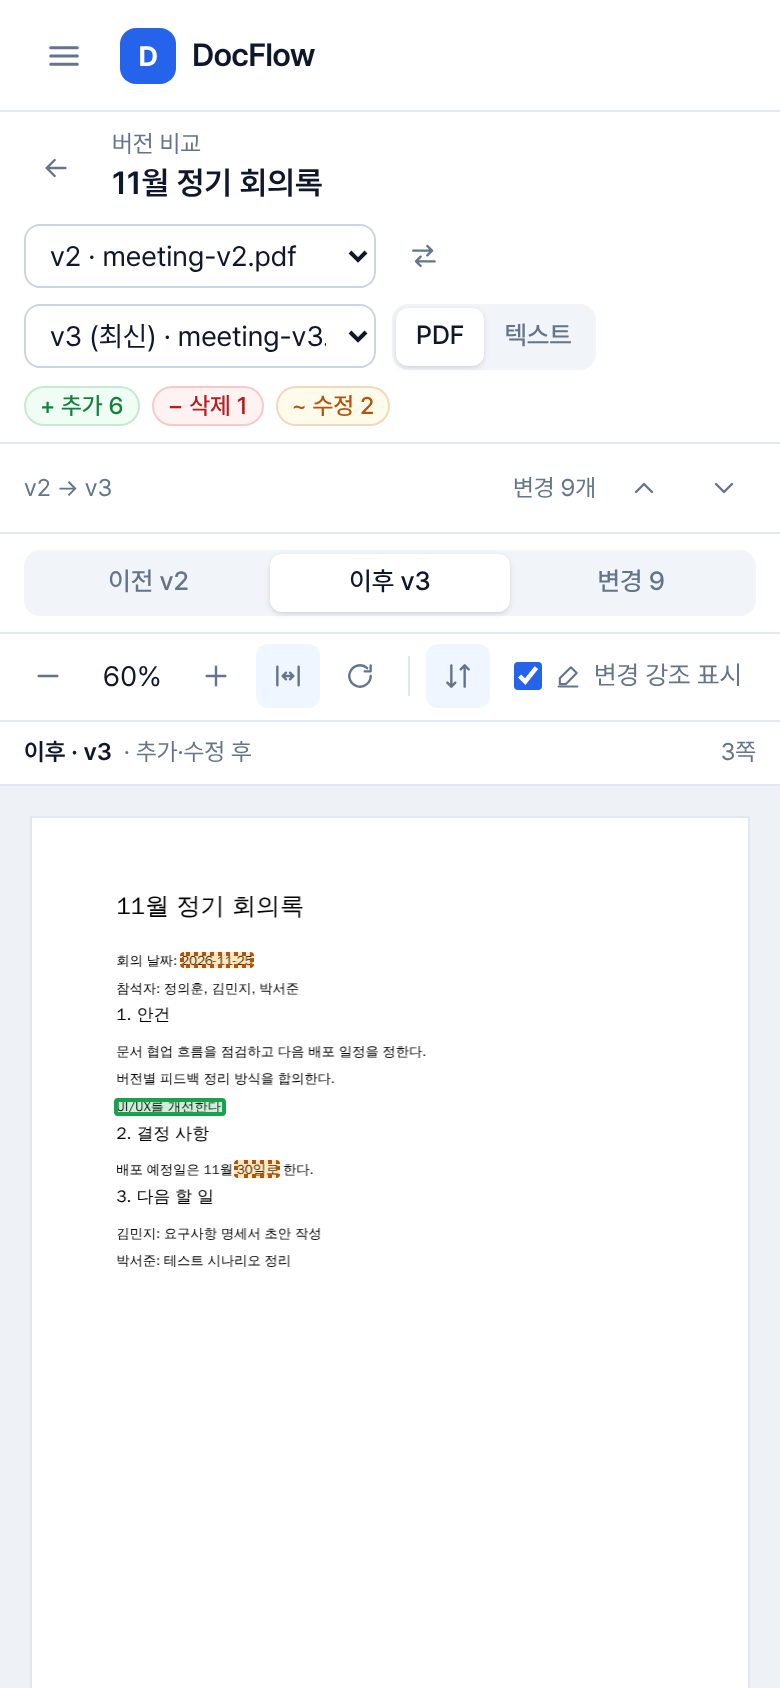 D DocFlow
버전 비교
11월 정기 회의록
v2 · meeting-v2.pdf
v3 (최신) · meeting-v3.
PDF 텍스트
+ 추가 6 − 삭제 1 ~ 수정 2
v2 → v3 변경 9개
이전 v2 이후 v3 변경 9
60% 변경 강조 표시
이후 · v3 · 추가·수정 후 3쪽
11월 정기 회의록
회의 날짜: 2026-11-25
참석자: 정의훈, 김민지, 박서준
1. 안건
문서 협업 흐름을 점검하고 다음 배포 일정을 정한다.
버전별 피드백 정리 방식을 합의한다.
UI/UX를 개선한다
2. 결정 사항
배포 예정일은 11월 30일로 한다.
3. 다음 할 일
김민지: 요구사항 명세서 초안 작성
박서준: 테스트 시나리오 정리